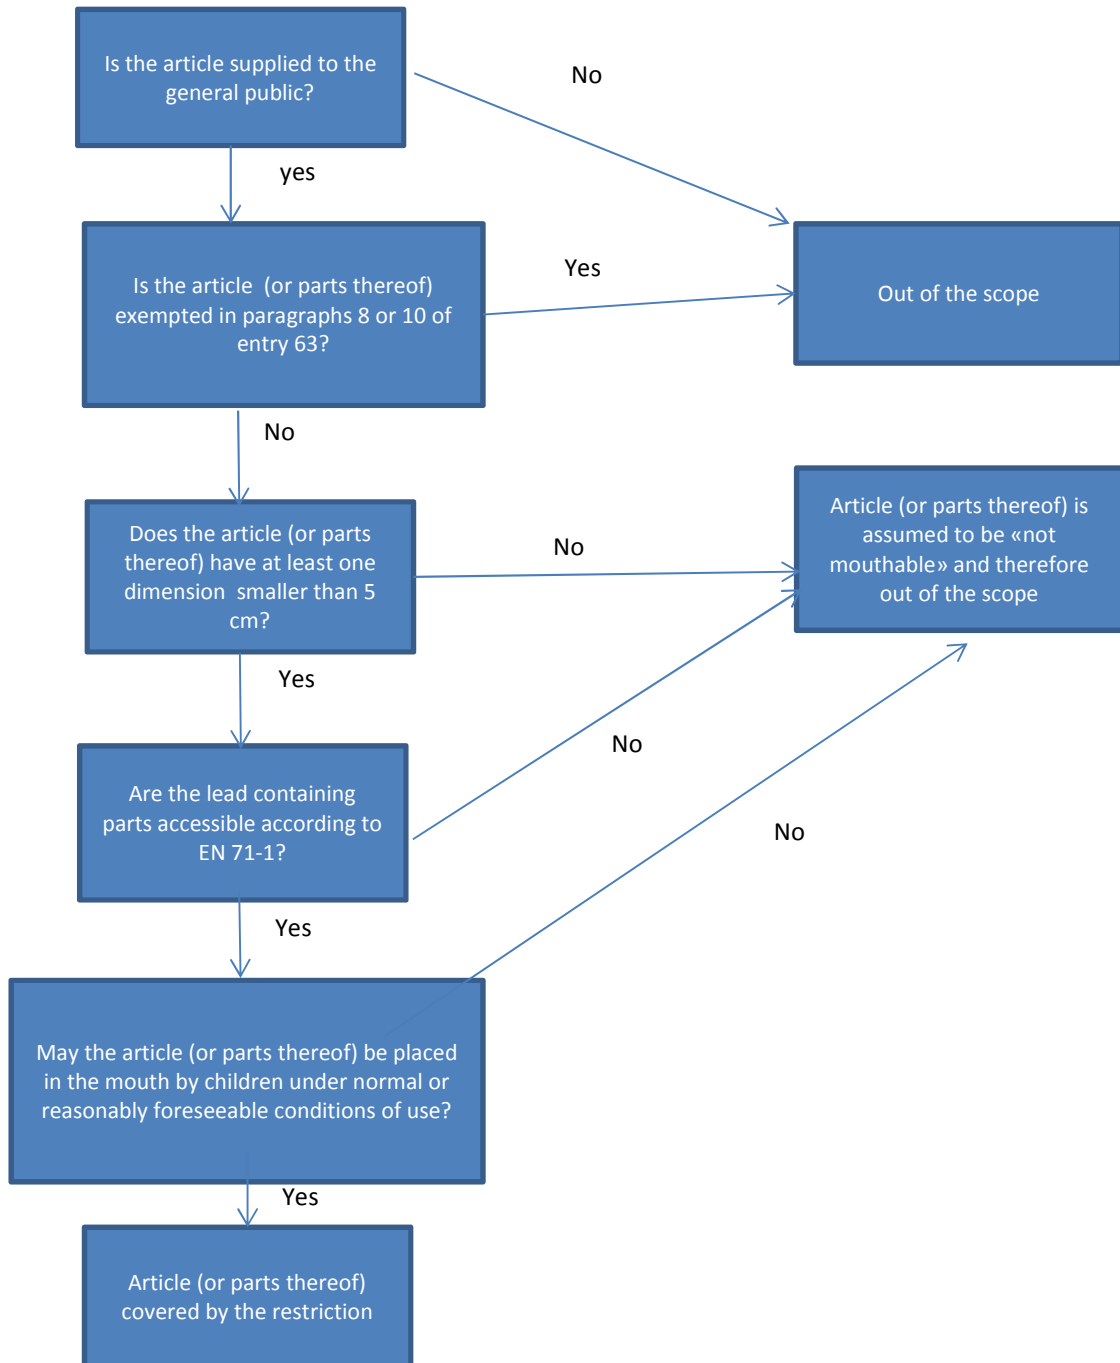 Is the article supplied to the
general public?
No
yes
Is the article  (or parts thereof)
exempted in paragraphs 8 or 10 of
entry 63?
Yes
Out of the scope
No
Does the article (or parts
thereof) have at least one
dimension  smaller than 5
cm?
No
Article (or parts thereof) is
assumed to be «not
mouthable» and therefore
out of the scope
Yes
Are the lead containing
parts accessible according to
EN 71-1?
No
No
Yes
May the article (or parts thereof) be placed
in the mouth by children under normal or
reasonably foreseeable conditions of use?
Yes
Article (or parts thereof)
covered by the restriction